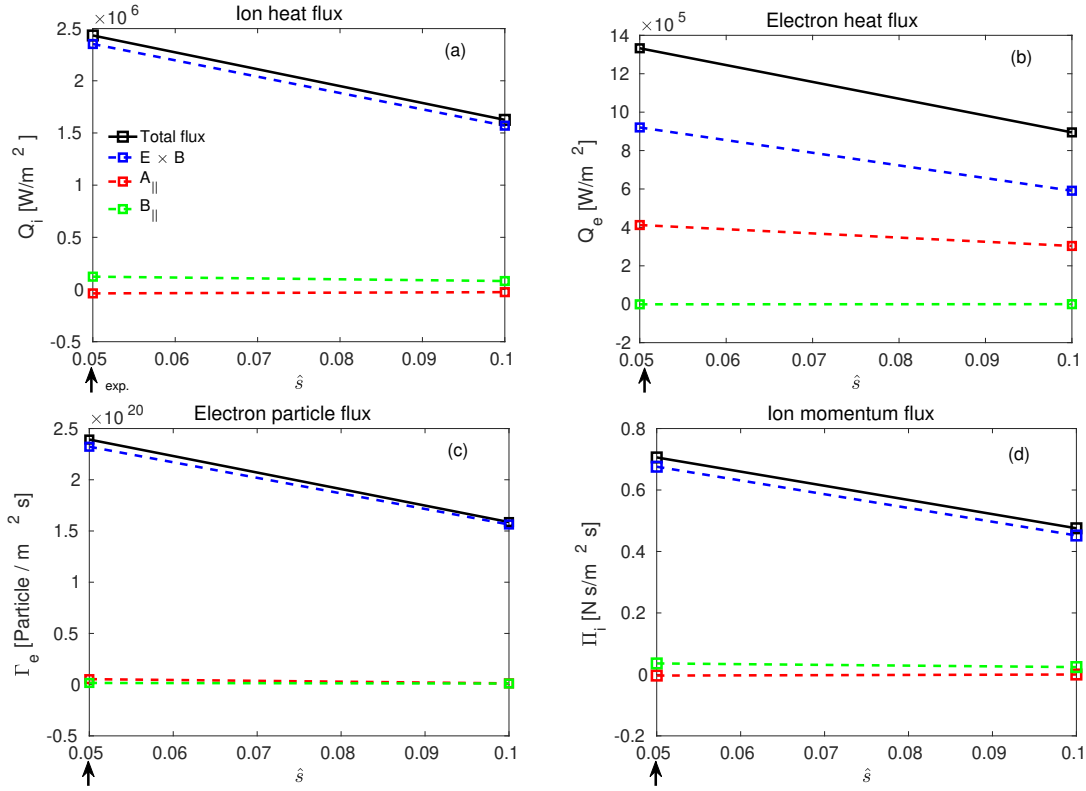 Ion heat flux
×10^6
(a)
2.5
2
1.5
1
0.5
0
-0.5
Q_i [W/m^2]
Total flux
E × B
A_||
B_||
0.05 0.06 0.07 0.08 0.09 0.1
exp.
ŝ
Electron heat flux
×10^5
(b)
14
12
10
8
6
4
2
0
-2
Q_e [W/m^2]
0.05 0.06 0.07 0.08 0.09 0.1
ŝ
Electron particle flux
×10^20
(c)
2.5
2
1.5
1
0.5
0
-0.5
Γ_e [Particle / m^2 s]
0.05 0.06 0.07 0.08 0.09 0.1
ŝ
Ion momentum flux
(d)
0.8
0.6
0.4
0.2
0
-0.2
Π_i [N s/m^2 s]
0.05 0.06 0.07 0.08 0.09 0.1
ŝ